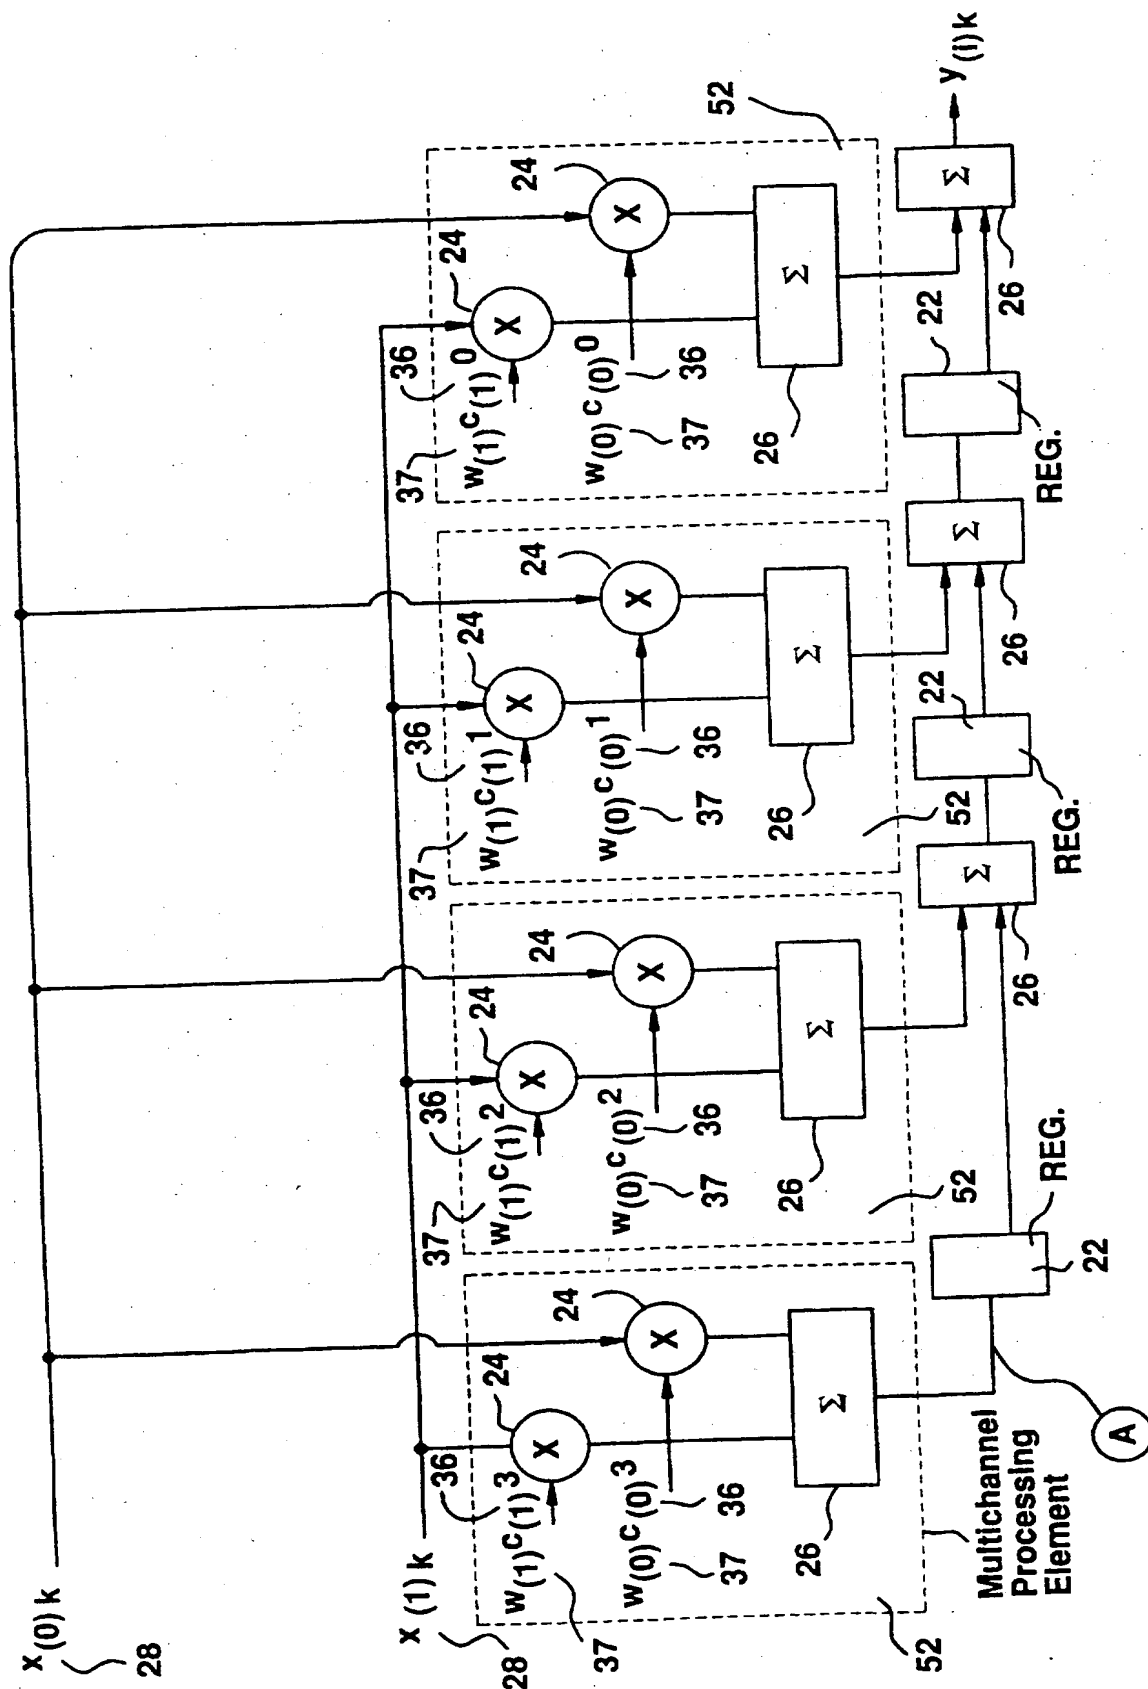 x(0)k
28
x(1)k
28
36
24
37
w(1)c(1)3
24
w(0)c(0)3
36
37
Σ
26
52
Multichannel
Processing
Element
A
X
X
36
24
37
w(1)c(1)2
24
w(0)c(0)2
36
37
Σ
26
52
X
X
REG.
22
Σ
26
36
24
37
w(1)c(1)1
24
w(0)c(0)1
36
37
Σ
26
52
X
X
22
REG.
Σ
26
36
24
37
w(1)c(1)0
24
w(0)c(0)0
36
37
Σ
26
52
X
X
22
REG.
Σ
26
y(i)k